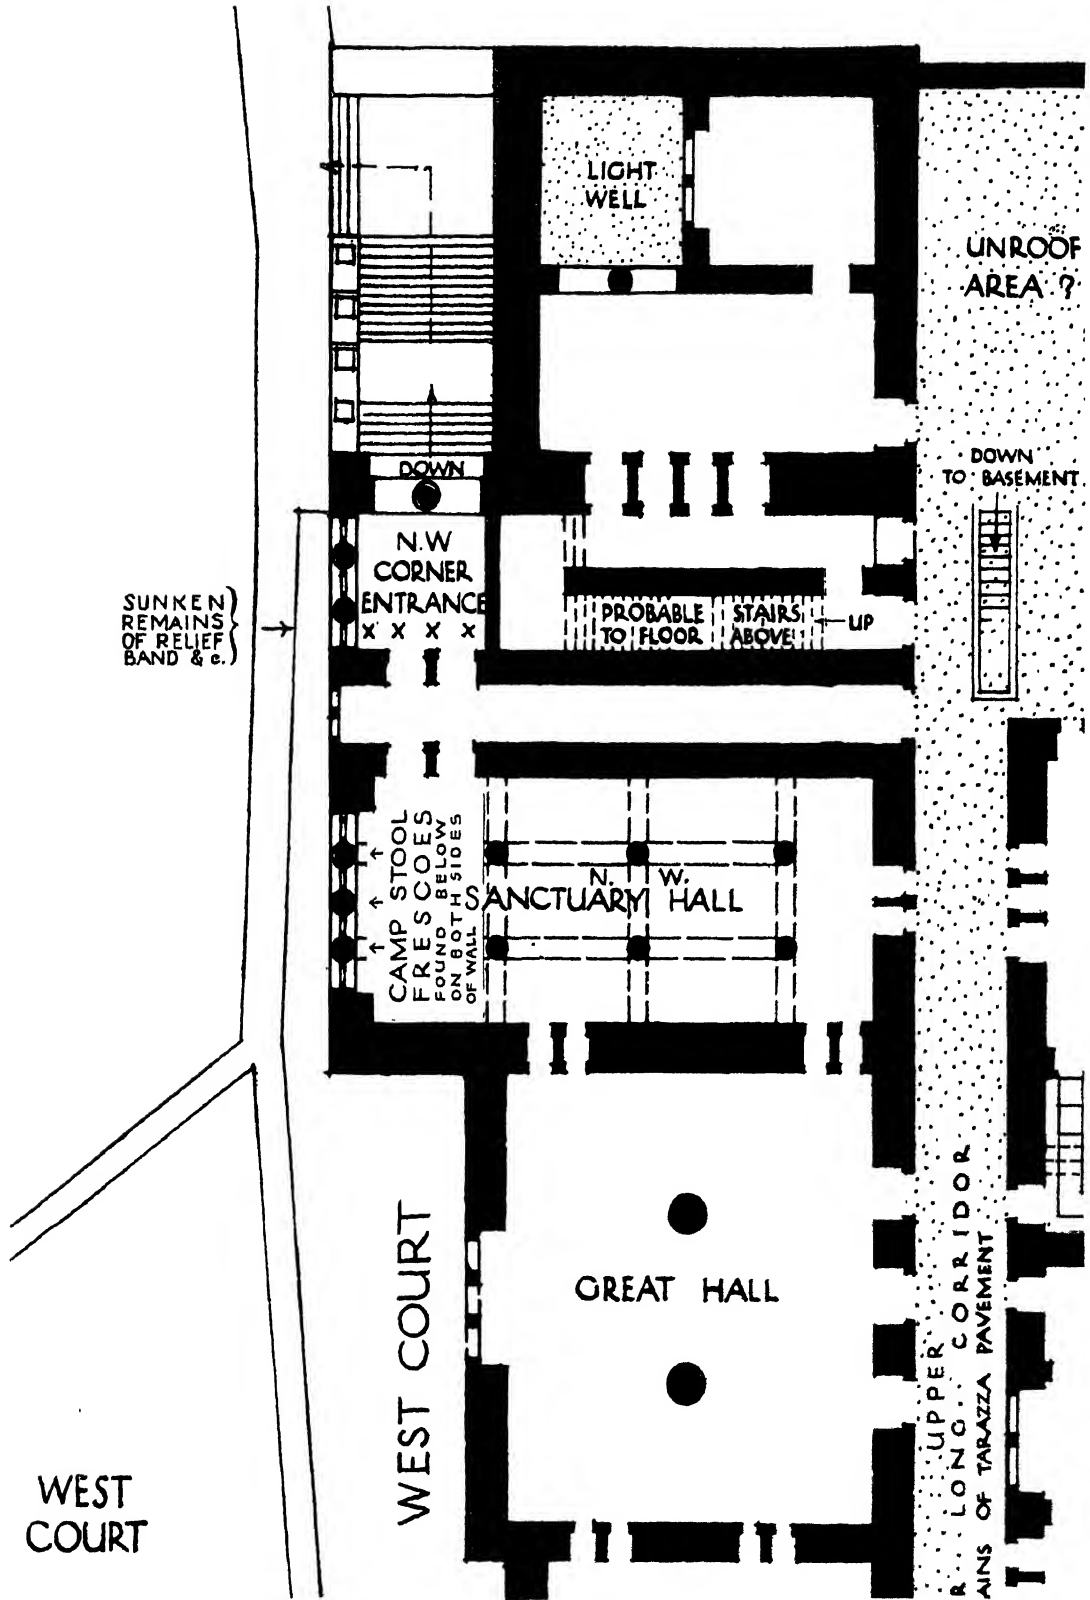 LIGHT
WELL
UNROOF
AREA ?
DOWN
TO BASEMENT.
DOWN
N.W
CORNER
ENTRANCE
X X X X
SUNKEN
REMAINS
OF RELIEF
BAND & c.
PROBABLE STAIRS
TO FLOOR ABOVE
UP
CAMP STOOL
FRESCOES
FOUND BELOW
ON BOTH SIDES
OF WALL
N. W.
SANCTUARY HALL
GREAT HALL
WEST COURT
WEST
COURT
UPPER
R LONG. CORRIDOR
AINS OF TARAZZA PAVEMENT